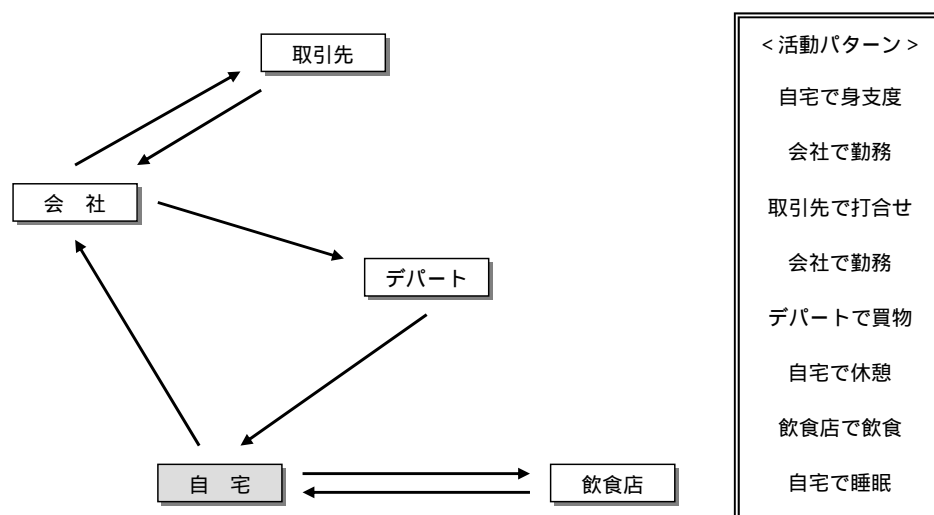 取引先
会　社
デパート
自　宅
飲食店
<活動パターン>
自宅で身支度
会社で勤務
取引先で打合せ
会社で勤務
デパートで買物
自宅で休憩
飲食店で飲食
自宅で睡眠